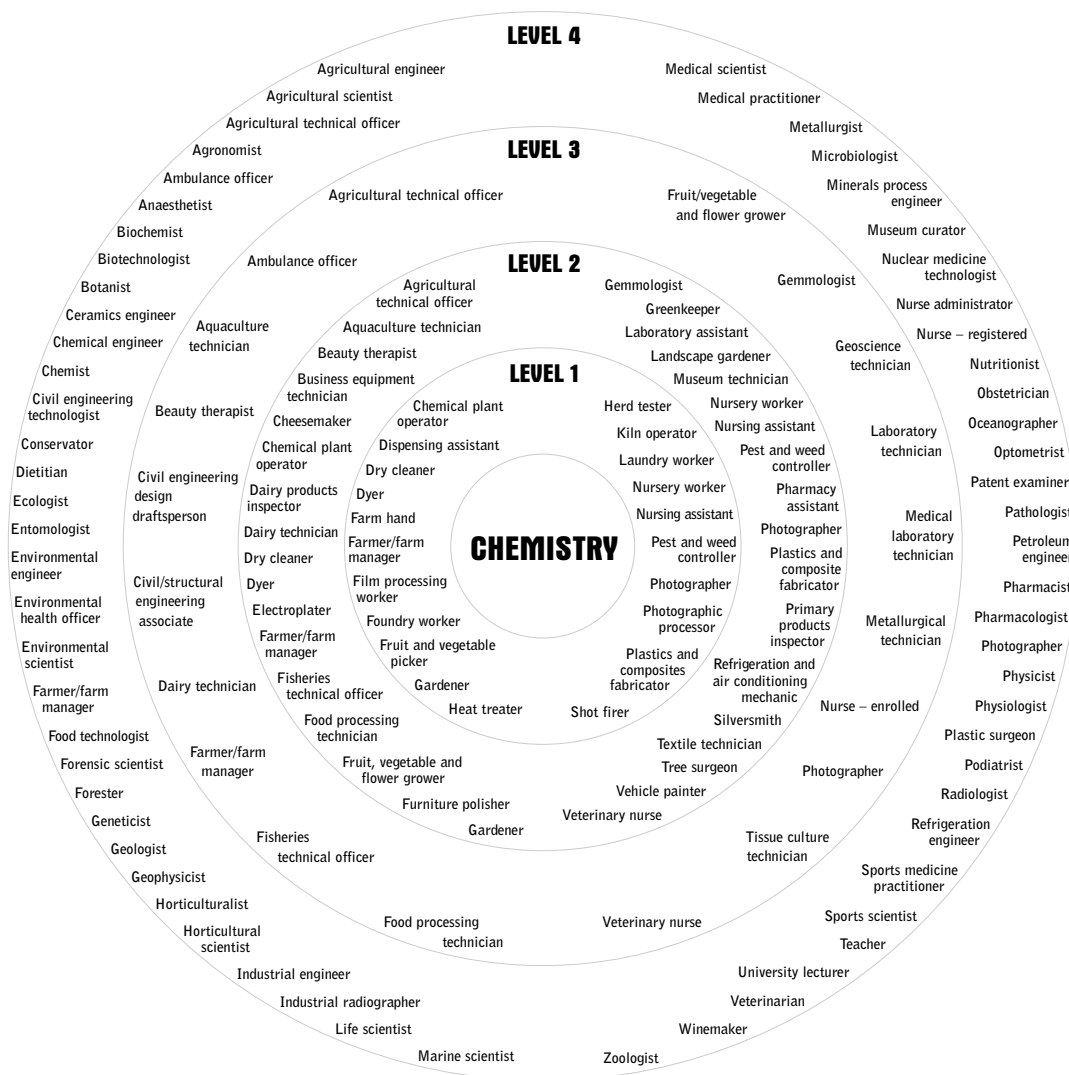 LEVEL 4
Agricultural engineer
Agricultural scientist
Agricultural technical officer
Agronomist
Ambulance officer
Anaesthetist
Biochemist
Biotechnologist
Botanist
Ceramics engineer
Chemical engineer
Chemist
Civil engineering
technologist
Conservator
Dietitian
Ecologist
Entomologist
Environmental
engineer
Environmental
health officer
Environmental
scientist
Farmer/farm
manager
Food technologist
Forensic scientist
Forester
Geneticist
Geologist
Geophysicist
Horticulturalist
Horticultural
scientist
Industrial engineer
Industrial radiographer
Life scientist
Marine scientist
Medical scientist
Medical practitioner
Metallurgist
Microbiologist
Minerals process
engineer
Museum curator
Nuclear medicine
technologist
Nurse administrator
Nurse – registered
Nutritionist
Obstetrician
Oceanographer
Optometrist
Patent examiner
Pathologist
Petroleum
engineer
Pharmacist
Pharmacologist
Photographer
Physicist
Physiologist
Plastic surgeon
Podiatrist
Radiologist
Refrigeration
engineer
Sports medicine
practitioner
Sports scientist
Teacher
University lecturer
Veterinarian
Winemaker
Zoologist
LEVEL 3
Agricultural technical officer
Ambulance officer
Aquaculture
technician
Beauty therapist
Civil engineering
design
draftsperson
Civil/structural
engineering
associate
Dairy technician
Farmer/farm
manager
Fisheries
technical officer
Food processing
technician
Fruit/vegetable
and flower grower
Gemmologist
Geoscience
technician
Laboratory
technician
Medical
laboratory
technician
Metallurgical
technician
Nurse – enrolled
Photographer
Tissue culture
technician
Veterinary nurse
LEVEL 2
Agricultural
technical officer
Aquaculture technician
Beauty therapist
Business equipment
technician
Cheesemaker
Chemical plant
operator
Dairy products
inspector
Dairy technician
Dry cleaner
Dyer
Electroplater
Farmer/farm
manager
Fisheries
technical officer
Food processing
technician
Fruit, vegetable and
flower grower
Furniture polisher
Gardener
Gemmologist
Greenkeeper
Laboratory assistant
Landscape gardener
Museum technician
Nursery worker
Nursing assistant
Pest and weed
controller
Pharmacy
assistant
Photographer
Plastics and
composite
fabricator
Primary
products
inspector
Refrigeration and
air conditioning
mechanic
Silversmith
Textile technician
Tree surgeon
Vehicle painter
Veterinary nurse
LEVEL 1
Chemical plant
operator
Dispensing assistant
Dry cleaner
Dyer
Farm hand
Farmer/farm
manager
Film processing
worker
Foundry worker
Fruit and vegetable
picker
Gardener
Heat treater
Herd tester
Kiln operator
Laundry worker
Nursery worker
Nursing assistant
Pest and weed
controller
Photographer
Photographic
processor
Plastics and
composites
fabricator
Shot firer
CHEMISTRY